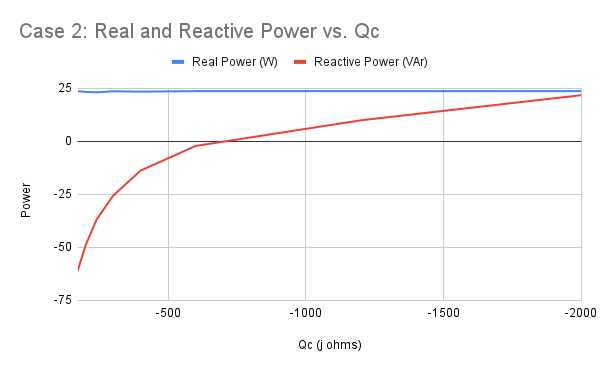 Case 2: Real and Reactive Power vs. Qc
Real Power (W)
Reactive Power (VAr)
25
0
-25
-50
-75
Power
-500
-1000
-1500
-2000
Qc (j ohms)